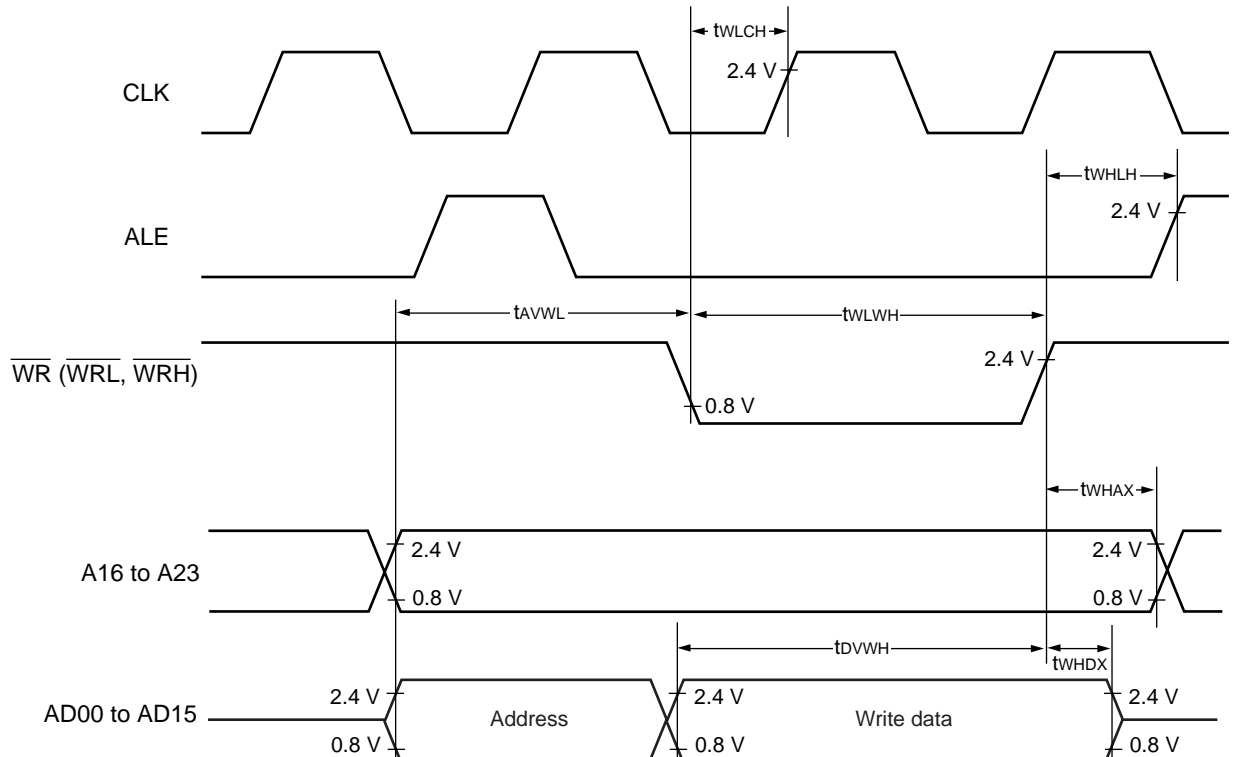 tWLCH
2.4 V
CLK
tWHLH
2.4 V
ALE
tAVWL
tWLWH
2.4 V
WR (WRL, WRH)
0.8 V
tWHAX
2.4 V
2.4 V
A16 to A23
0.8 V
0.8 V
tDVWH
tWHDX
2.4 V
2.4 V
2.4 V
AD00 to AD15
Address
Write data
0.8 V
0.8 V
0.8 V